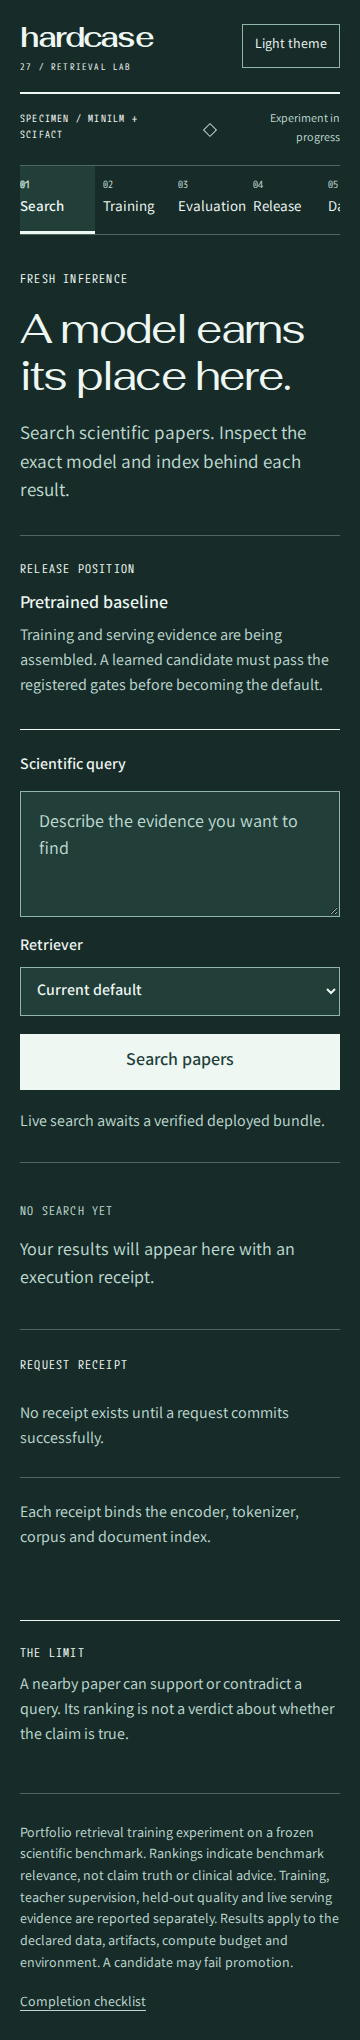 hardcase
27 / RETRIEVAL LAB
Light theme
SPECIMEN / MINILM +
SCIFACT
Experiment in
progress
01
Search
02
Training
03
Evaluation
04
Release
05
FRESH INFERENCE
A model earns
its place here.
Search scientific papers. Inspect the
exact model and index behind each
result.
RELEASE POSITION
Pretrained baseline
Training and serving evidence are being
assembled. A learned candidate must pass the
registered gates before becoming the default.
Scientific query
Describe the evidence you want to
find
Retriever
Current default
Search papers
Live search awaits a verified deployed bundle.
NO SEARCH YET
Your results will appear here with an
execution receipt.
REQUEST RECEIPT
No receipt exists until a request commits
successfully.
Each receipt binds the encoder, tokenizer,
corpus and document index.
THE LIMIT
A nearby paper can support or contradict a
query. Its ranking is not a verdict about whether
the claim is true.
Portfolio retrieval training experiment on a frozen
scientific benchmark. Rankings indicate benchmark
relevance, not claim truth or clinical advice. Training,
teacher supervision, held-out quality and live serving
evidence are reported separately. Results apply to the
declared data, artifacts, compute budget and
environment. A candidate may fail promotion.
Completion checklist